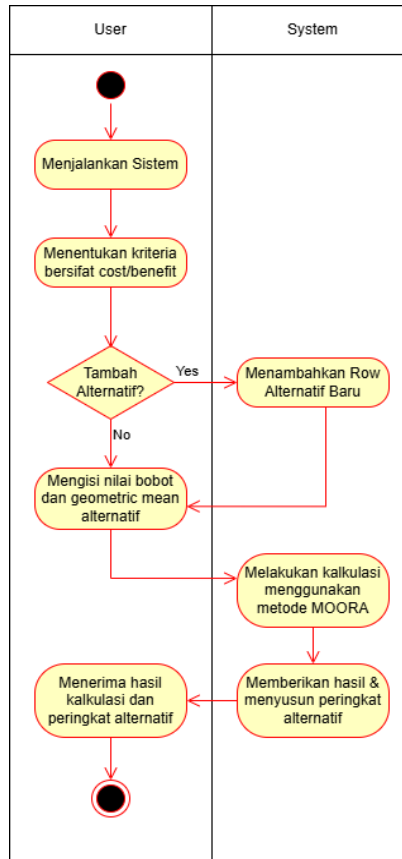 User
System
Menjalankan Sistem
Menentukan kriteria
bersifat cost/benefit
Tambah
Alternatif?
Yes
Menambahkan Row
Alternatif Baru
No
Mengisi nilai bobot
dan geometric mean
alternatif
Melakukan kalkulasi
menggunakan
metode MOORA
Memberikan hasil &
menyusun peringkat
alternatif
Menerima hasil
kalkulasi dan
peringkat alternatif